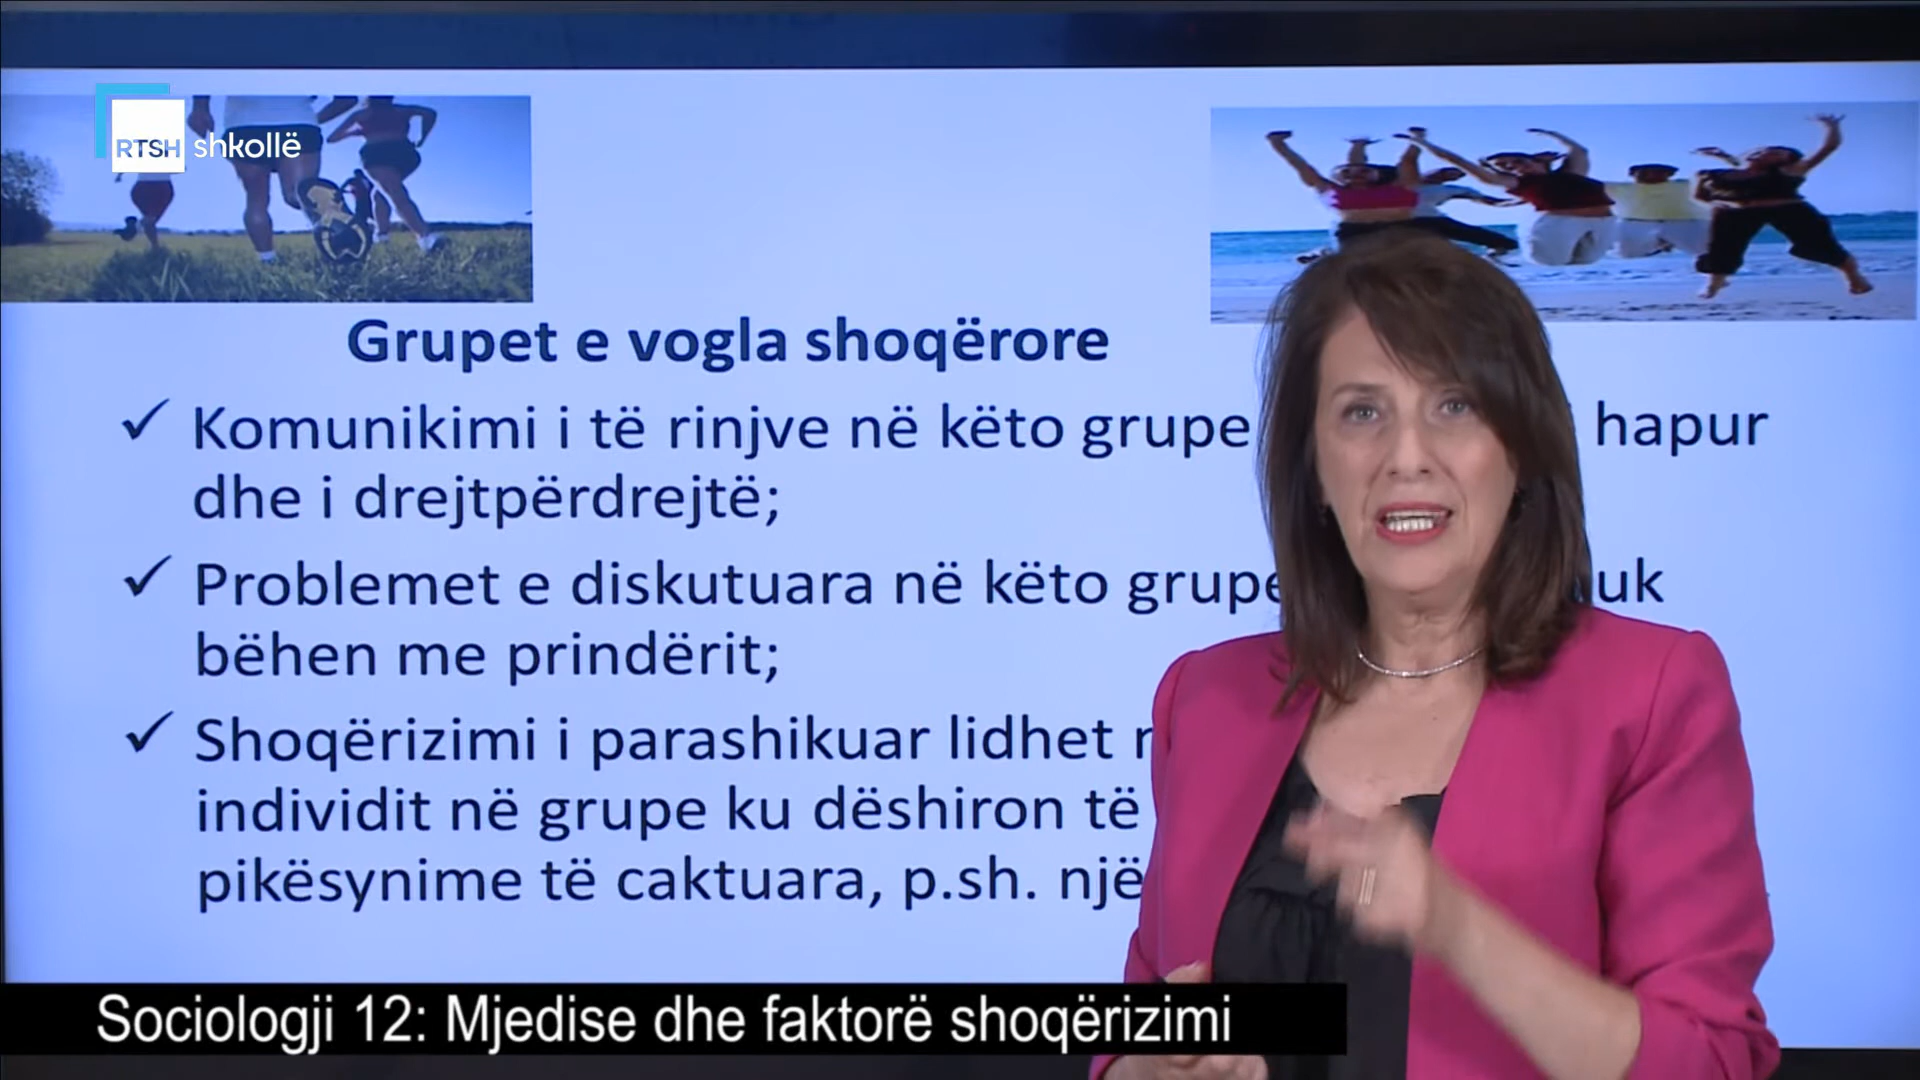 RTSH shkollë
Grupet e vogla shoqërore
✓ Komunikimi i të rinjve në këto grupe hapur
dhe i drejtpërdrejtë;
✓ Problemet e diskutuara në këto
bëhen me prindërit;
✓ Shoqërizimi i parashikuar lidhet
individit në grupe ku dëshiron të
pikësynime të caktuara, p.sh. një
Sociologji 12: Mjedise dhe faktorë shoqërizimi